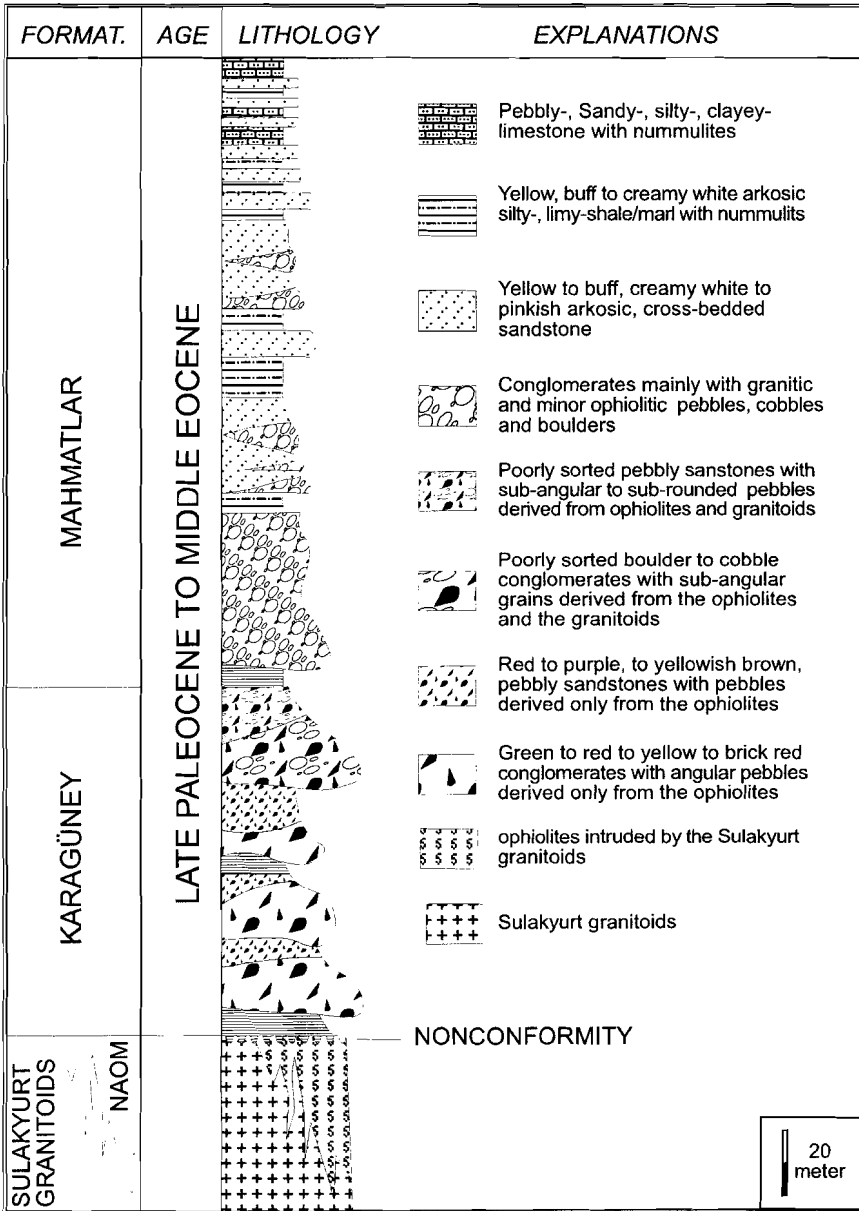 FORMAT. AGE LITHOLOGY EXPLANATIONS
MAHMATLAR
KARAGÜNEY
SULAKYURT
GRANITOIDS
NAOM
LATE PALEOCENE TO MIDDLE EOCENE
Pebbly-, Sandy-, silty-, clayey-
limestone with nummulites
Yellow, buff to creamy white arkosic
silty-, limy-shale/marl with nummulits
Yellow to buff, creamy white to
pinkish arkosic, cross-bedded
sandstone
Conglomerates mainly with granitic
and minor ophiolitic pebbles, cobbles
and boulders
Poorly sorted pebbly sanstones with
sub-angular to sub-rounded pebbles
derived from ophiolites and granitoids
Poorly sorted boulder to cobble
conglomerates with sub-angular
grains derived from the ophiolites
and the granitoids
Red to purple, to yellowish brown,
pebbly sandstones with pebbles
derived only from the ophiolites
Green to red to yellow to brick red
conglomerates with angular pebbles
derived only from the ophiolites
ophiolites intruded by the Sulakyurt
granitoids
Sulakyurt granitoids
NONCONFORMITY
20
meter